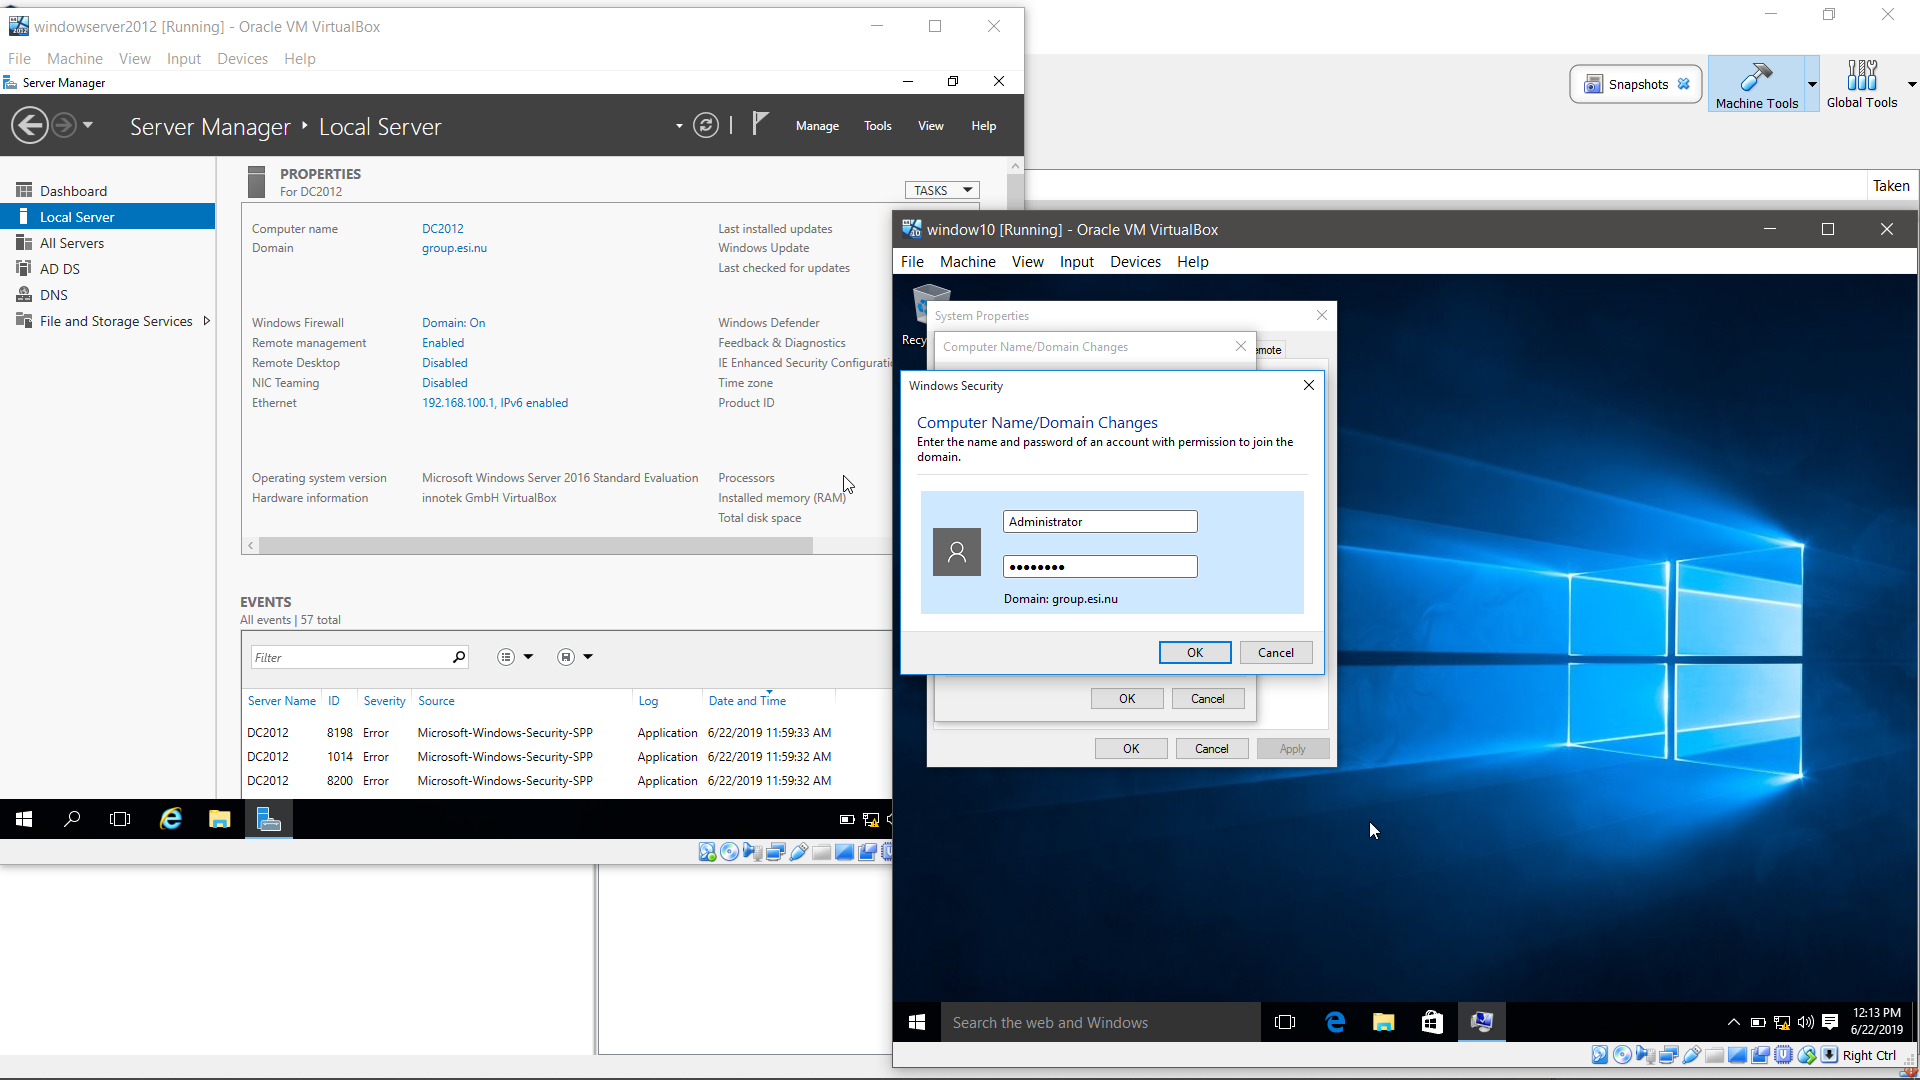 windowserver2012 [Running] - Oracle VM VirtualBox
File Machine View Input Devices Help
Server Manager
Server Manager ‣ Local Server
Manage Tools View Help
Dashboard
Local Server
All Servers
AD DS
DNS
File and Storage Services
PROPERTIES
For DC2012
TASKS
Computer name DC2012 Last installed updates
Domain group.esi.nu Windows Update
Last checked for updates
Windows Firewall Domain: On Windows Defender
Remote management Enabled Feedback & Diagnostics
Remote Desktop Disabled IE Enhanced Security Configuratio
NIC Teaming Disabled Time zone
Ethernet 192.168.100.1, IPv6 enabled Product ID
Operating system version Microsoft Windows Server 2016 Standard Evaluation Processors
Hardware information innotek GmbH VirtualBox Installed memory (RAM)
Total disk space
EVENTS
All events | 57 total
Filter
Server Name ID Severity Source Log Date and Time
DC2012 8198 Error Microsoft-Windows-Security-SPP Application 6/22/2019 11:59:33 AM
DC2012 1014 Error Microsoft-Windows-Security-SPP Application 6/22/2019 11:59:32 AM
DC2012 8200 Error Microsoft-Windows-Security-SPP Application 6/22/2019 11:59:32 AM
Snapshots
Machine Tools
Global Tools
Taken
window10 [Running] - Oracle VM VirtualBox
File Machine View Input Devices Help
Recy
System Properties
Computer Name/Domain Changes
emote
Windows Security
Computer Name/Domain Changes
Enter the name and password of an account with permission to join the
domain.
Administrator
●●●●●●●●
Domain: group.esi.nu
OK Cancel
OK Cancel
OK Cancel Apply
Search the web and Windows
12:13 PM
6/22/2019
Right Ctrl